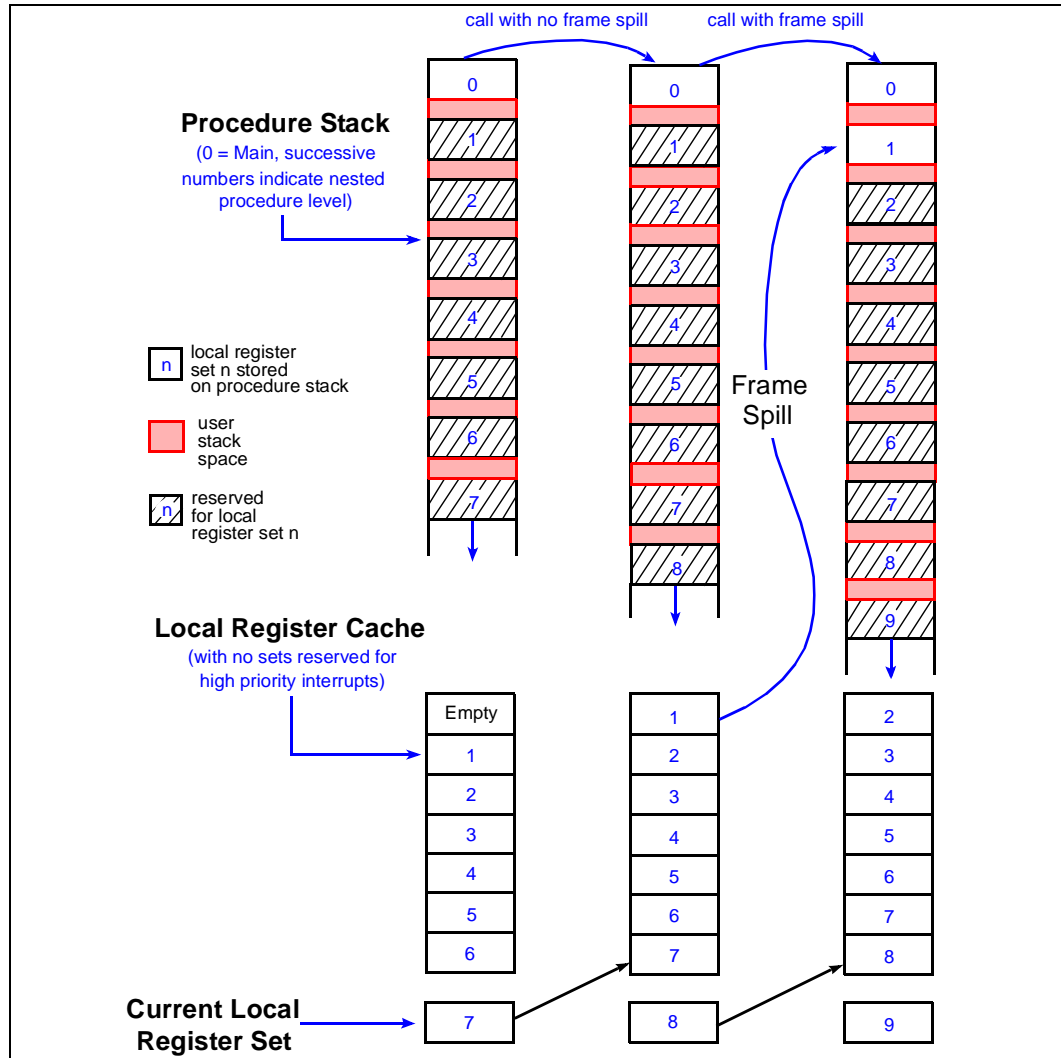 call with no frame spill
call with frame spill
Procedure Stack
(0 = Main, successive
numbers indicate nested
procedure level)
0
1
2
3
4
5
6
7
0
1
2
3
4
5
6
7
8
0
1
2
3
4
5
6
7
8
9
n
local register
set n stored
on procedure stack
user
stack
space
n
reserved
for local
register set n
Frame
Spill
Local Register Cache
(with no sets reserved for
high priority interrupts)
Empty
1
2
3
4
5
6
1
2
3
4
5
6
7
2
3
4
5
6
7
8
Current Local
Register Set
7
8
9